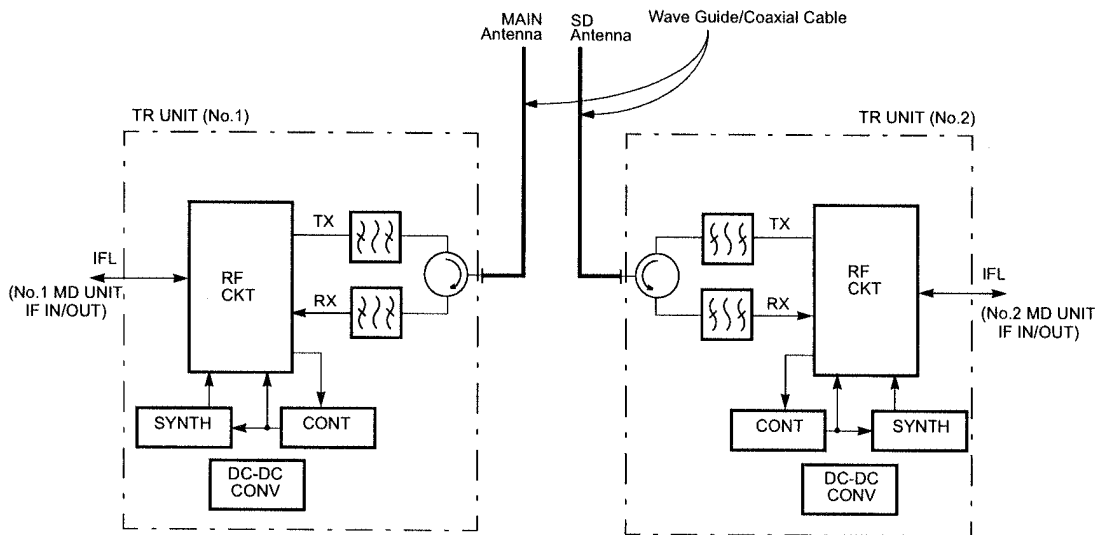 MAIN
Antenna
SD
Antenna
Wave Guide/Coaxial Cable
TR UNIT (No.1)
RF
CKT
TX
RX
IFL
(No.1 MD UNIT
IF IN/OUT)
SYNTH
CONT
DC-DC
CONV
TR UNIT (No.2)
TX
RX
RF
CKT
IFL
(No.2 MD UNIT
IF IN/OUT)
CONT
SYNTH
DC-DC
CONV